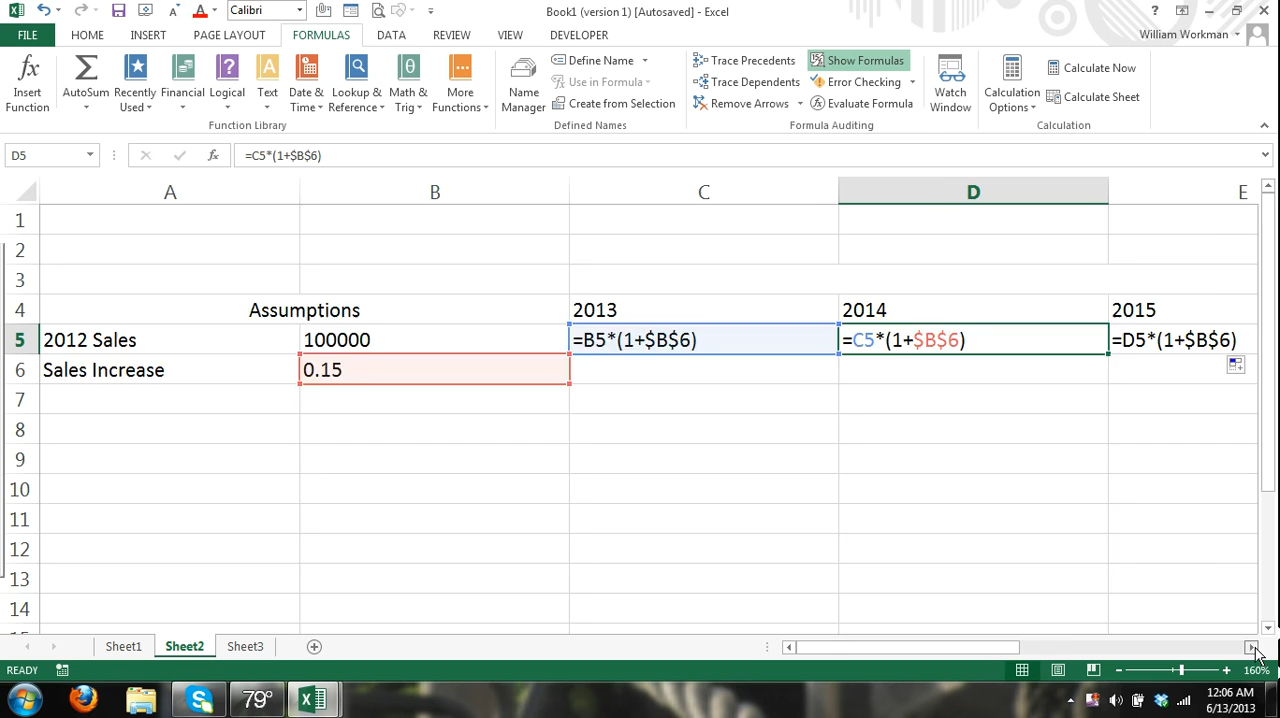 Calibri
Book1 (version 1) [Autosaved] - Excel
?
FILE HOME INSERT PAGE LAYOUT FORMULAS DATA REVIEW VIEW DEVELOPER
William Workman
fx Insert Function
Σ AutoSum
Recently Used
Financial
Logical
Text
Date & Time
Lookup & Reference
Math & Trig
More Functions
Function Library
Name Manager
Define Name
Use in Formula
Create from Selection
Defined Names
Trace Precedents
Trace Dependents
Remove Arrows
Show Formulas
Error Checking
Evaluate Formula
Formula Auditing
Watch Window
Calculation Options
Calculate Now
Calculate Sheet
Calculation
D5 fx =C5*(1+$B$6)
A B C D E
1
2
3
4 Assumptions 2013 2014 2015
5 2012 Sales 100000 =B5*(1+$B$6) =C5*(1+$B$6) =D5*(1+$B$6)
6 Sales Increase 0.15
7
8
9
10
11
12
13
14
Sheet1 Sheet2 Sheet3
READY 160%
79° 12:06 AM
6/13/2013